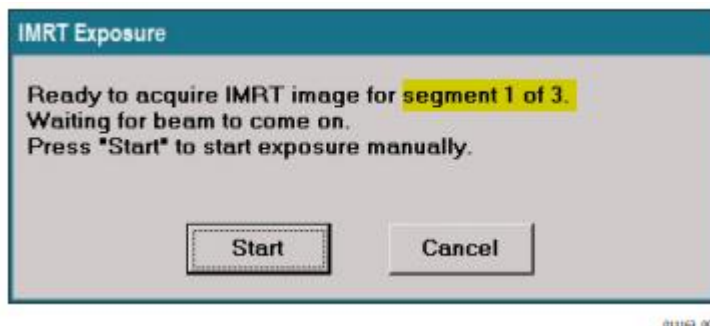 IMRT Exposure
Ready to acquire IMRT image for segment 1 of 3.
Waiting for beam to come on.
Press "Start" to start exposure manually.
Start
Cancel